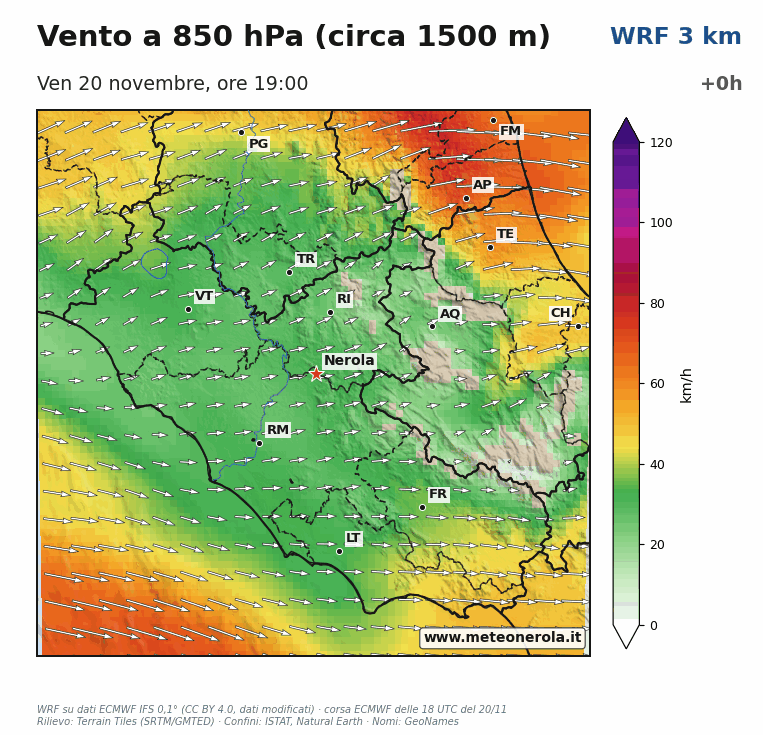 Vento a 850 hPa (circa 1500 m)
WRF 3 km
Ven 20 novembre, ore 19:00
+0h
FM
PG
AP
TE
TR
VT
RI
AQ
CH
Nerola
RM
FR
LT
www.meteonerola.it
120
100
80
60
40
20
0
km/h
WRF su dati ECMWF IFS 0,1° (CC BY 4.0, dati modificati) · corsa ECMWF delle 18 UTC del 20/11
Rilievo: Terrain Tiles (SRTM/GMTED) · Confini: ISTAT, Natural Earth · Nomi: GeoNames